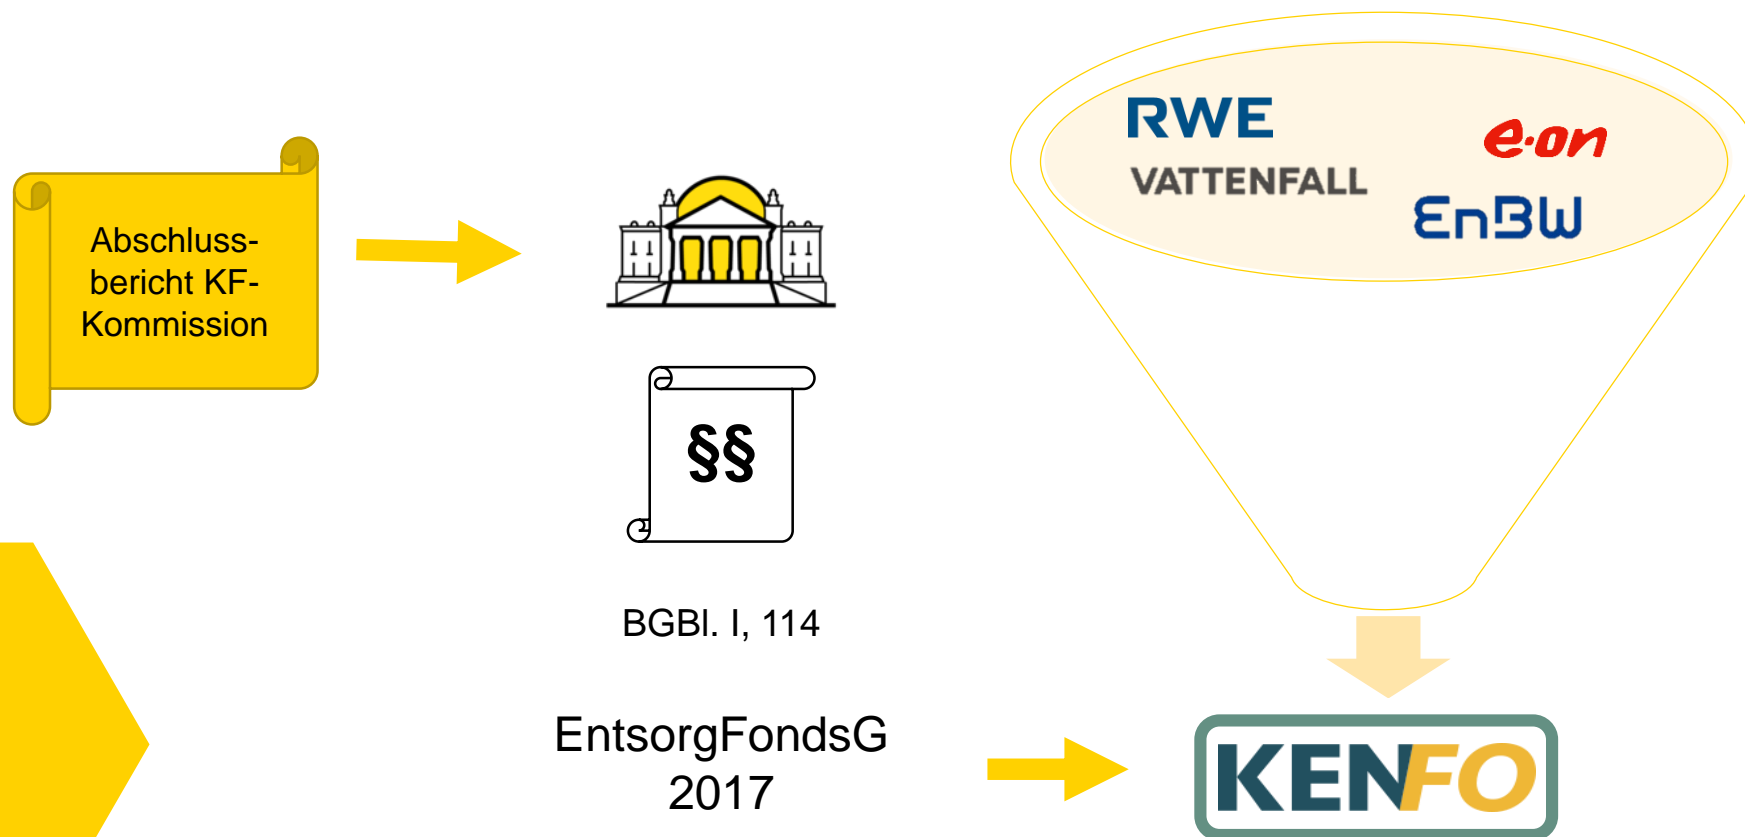 Abschluss-
bericht KF-
Kommission
§§
BGBl. I, 114
EntsorgFondsG
2017
RWE
e·on
VATTENFALL
EnBW
KENFO